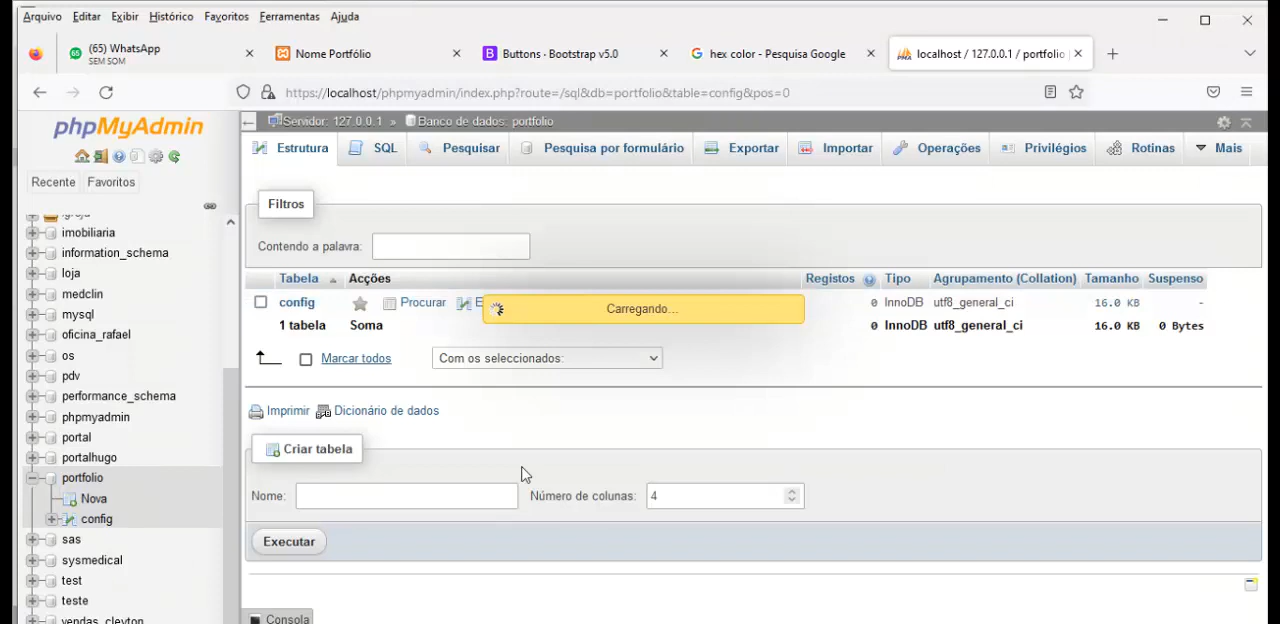 Arquivo Editar Exibir Histórico Favoritos Ferramentas Ajuda
(65) WhatsApp
SEM SOM
Nome Portfólio
Buttons · Bootstrap v5.0
hex color - Pesquisa Google
localhost / 127.0.0.1 / portfolio
https://localhost/phpmyadmin/index.php?route=/sql&db=portfolio&table=config&pos=0
phpMyAdmin
Recente Favoritos
imobiliaria
information_schema
loja
medclin
mysql
oficina_rafael
os
pdv
performance_schema
phpmyadmin
portal
portalhugo
portfolio
Nova
config
sas
sysmedical
test
teste
vendas_cleyton
Servidor: 127.0.0.1 » Banco de dados: portfolio
Estrutura SQL Pesquisar Pesquisa por formulário Exportar Importar Operações Privilégios Rotinas Mais
Filtros
Contendo a palavra:
Tabela Acções Registos Tipo Agrupamento (Collation) Tamanho Suspenso
config Procurar E 0 InnoDB utf8_general_ci 16.0 KB -
Carregando...
1 tabela Soma 0 InnoDB utf8_general_ci 16.0 KB 0 Bytes
Marcar todos Com os seleccionados:
Imprimir Dicionário de dados
Criar tabela
Nome: Número de colunas: 4
Executar
Consola